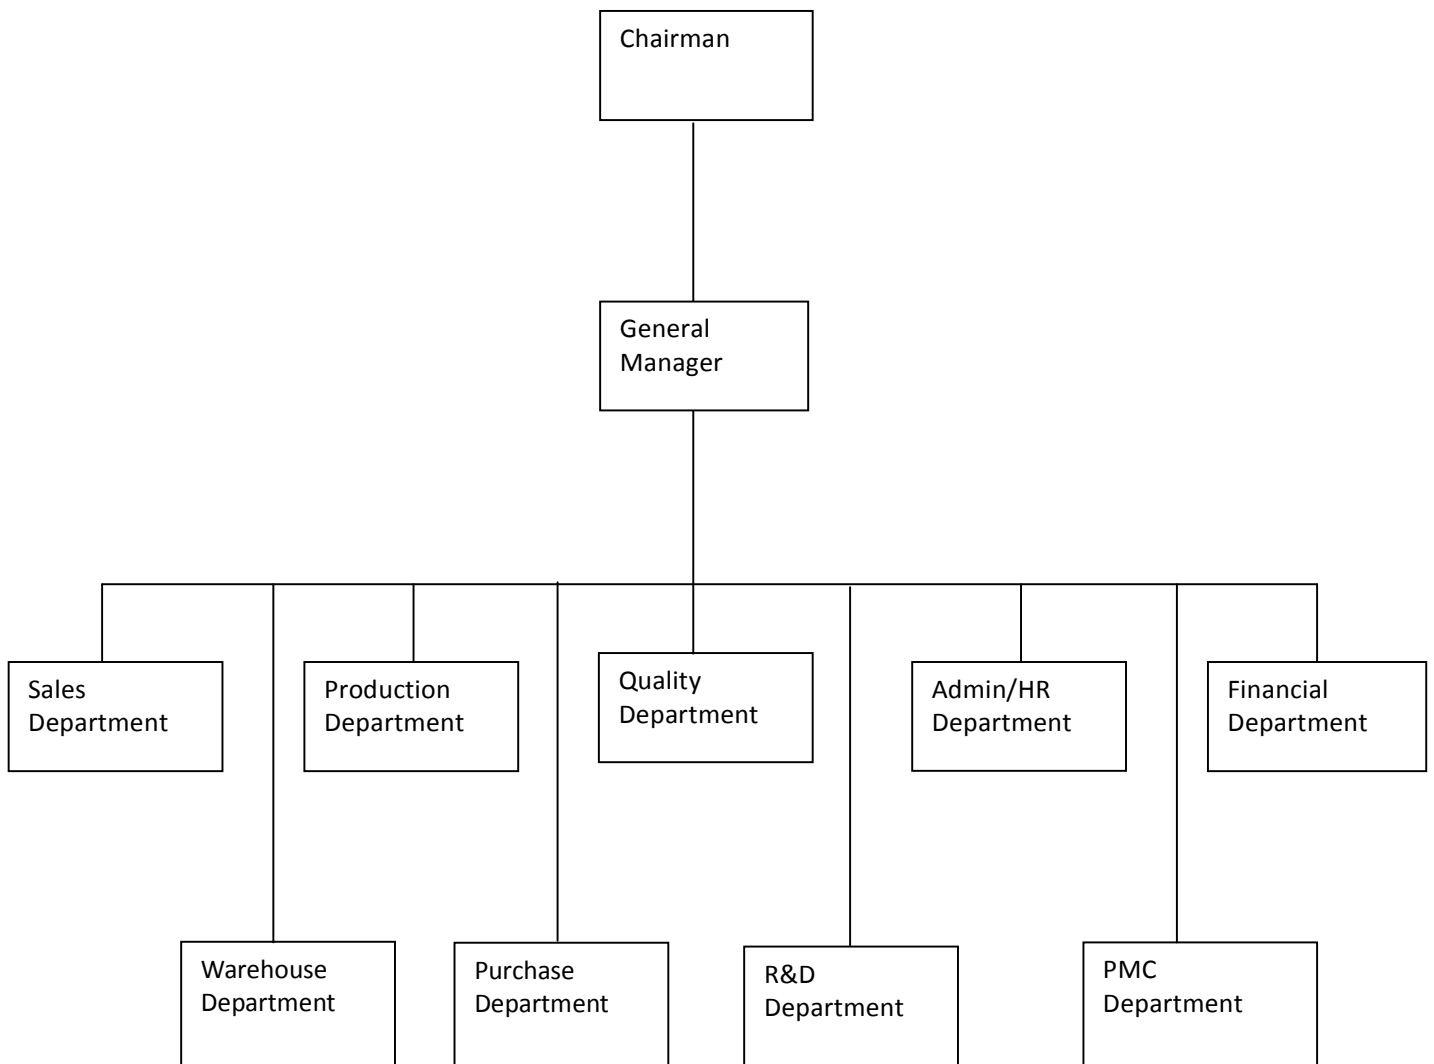 Chairman
General
Manager
Sales
Department
Production
Department
Quality
Department
Admin/HR
Department
Financial
Department
Warehouse
Department
Purchase
Department
R&D
Department
PMC
Department